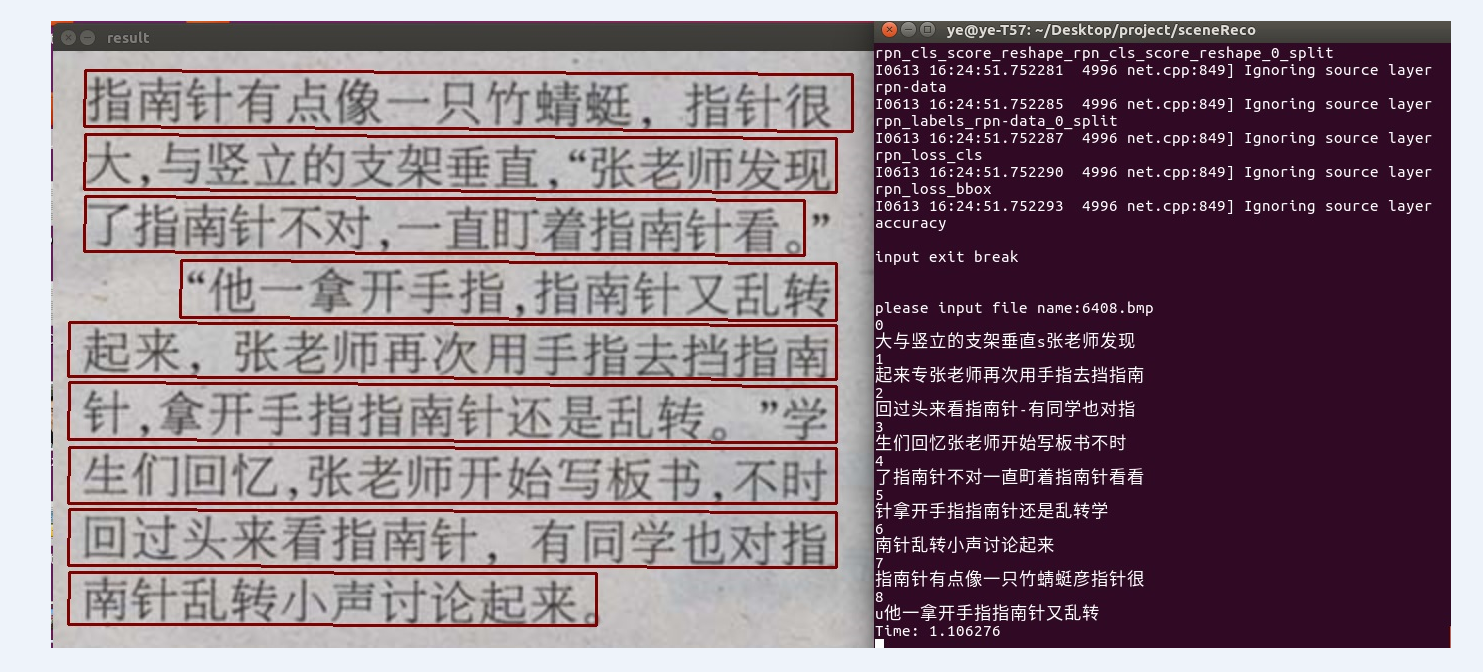 result
指南针有点像一只竹蜻蜓，指针很
大,与竖立的支架垂直,“张老师发现
了指南针不对,一直盯着指南针看。”
“他一拿开手指,指南针又乱转
起来，张老师再次用手指去挡指南
针,拿开手指指南针还是乱转。”学
生们回忆,张老师开始写板书,不时
回过头来看指南针，有同学也对指
南针乱转小声讨论起来。
ye@ye-T57: ~/Desktop/project/sceneReco
rpn_cls_score_reshape_rpn_cls_score_reshape_0_split
I0613 16:24:51.752281  4996 net.cpp:849] Ignoring source layer
rpn-data
I0613 16:24:51.752285  4996 net.cpp:849] Ignoring source layer
rpn_labels_rpn-data_0_split
I0613 16:24:51.752287  4996 net.cpp:849] Ignoring source layer
rpn_loss_cls
I0613 16:24:51.752290  4996 net.cpp:849] Ignoring source layer
rpn_loss_bbox
I0613 16:24:51.752293  4996 net.cpp:849] Ignoring source layer
accuracy
input exit break
please input file name:6408.bmp
0
大与竖立的支架垂直s张老师发现
1
起来专张老师再次用手指去挡指南
2
回过头来看指南针-有同学也对指
3
生们回忆张老师开始写板书不时
4
了指南针不对一直町着指南针看看
5
针拿开手指指南针还是乱转学
6
南针乱转小声讨论起来
7
指南针有点像一只竹蜻蜓彦指针很
8
u他一拿开手指指南针又乱转
Time: 1.106276